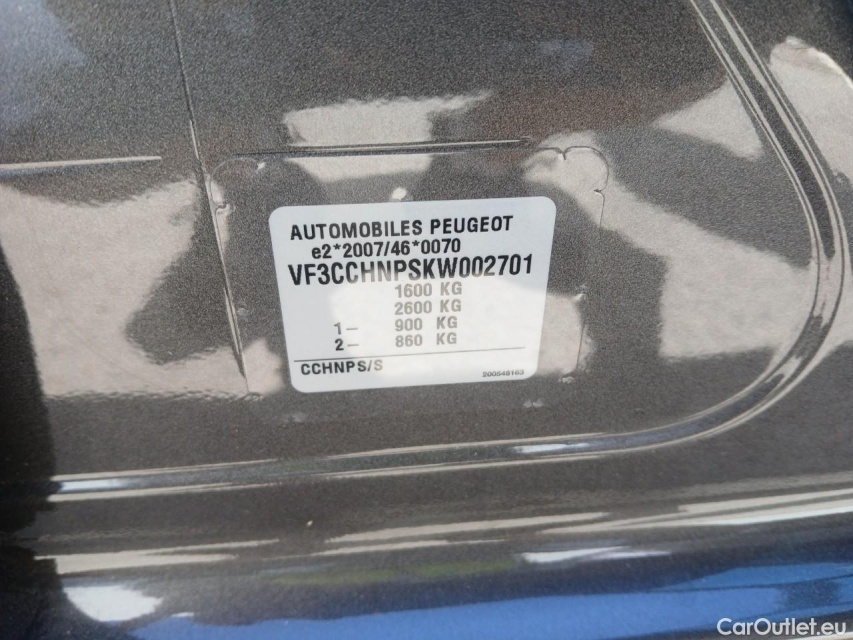 AUTOMOBILES PEUGEOT
e2*2007/46*0070
VF3CCHNPSKW002701
1600 KG
2600 KG
1– 900 KG
2– 860 KG
CCHNPS/S
CarOutlet.eu